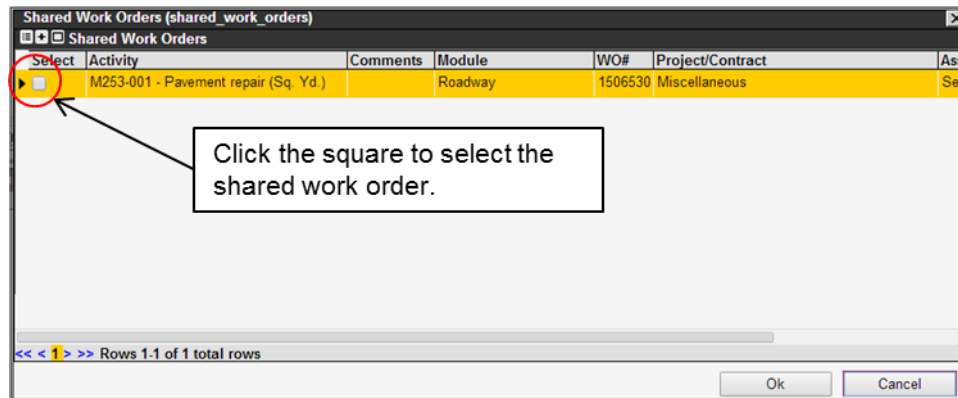 Shared Work Orders (shared_work_orders)
Shared Work Orders
Select Activity Comments Module WO# Project/Contract As
M253-001 - Pavement repair (Sq. Yd.) Roadway 1506530 Miscellaneous Se
Click the square to select the
shared work order.
<< < 1 > >> Rows 1-1 of 1 total rows
Ok Cancel